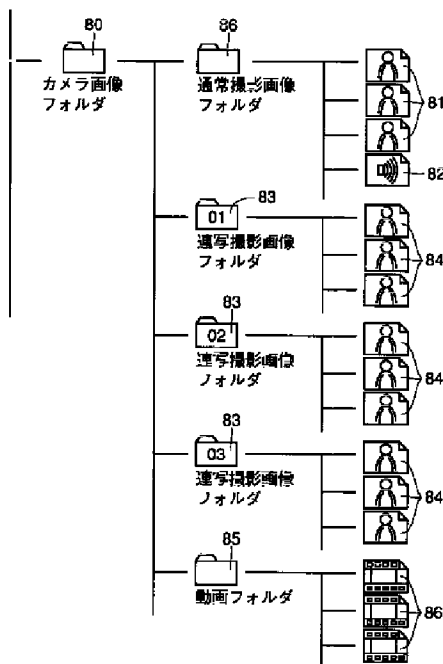 80
カメラ画像
フォルダ
86
通常撮影画像
フォルダ
81
82
83
01
連写撮影画像
フォルダ
84
83
02
連写撮影画像
フォルダ
84
83
03
連写撮影画像
フォルダ
84
85
動画フォルダ
86